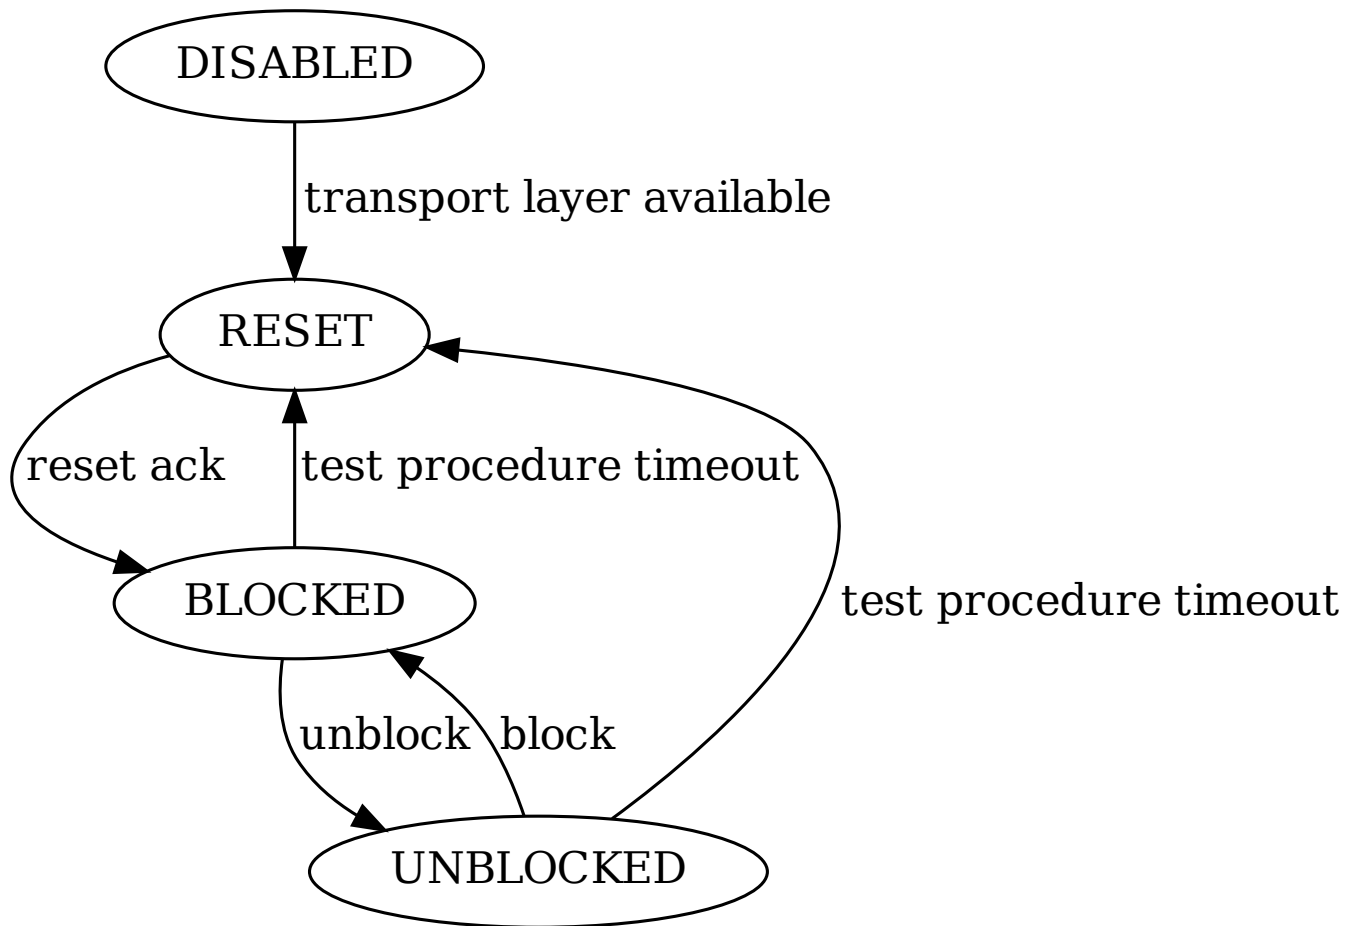 DISABLED
transport layer available
RESET
reset ack
test procedure timeout
BLOCKED
test procedure timeout
unblock
block
UNBLOCKED